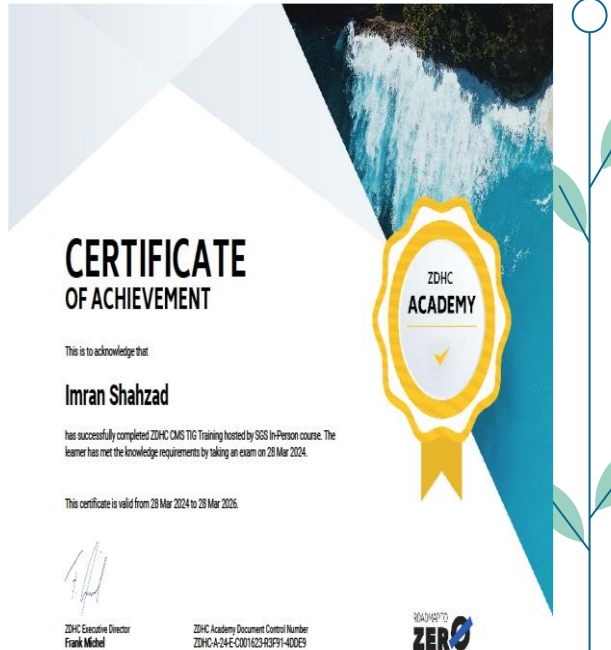 CERTIFICATE
OF ACHIEVEMENT
ZDHC
ACADEMY
This is to acknowledge that
Imran Shahzad
has successfully completed ZDHC CMS TIG Training hosted by SGS In-Person course. The
learner has met the knowledge requirements by taking an exam on 28 Mar 2024.
This certificate is valid from 28 Mar 2024 to 28 Mar 2026.
ZDHC Executive Director
Frank Michel
ZDHC Academy Document Control Number
ZDHC-A-24-E-C001623-R3F91-4DDE9
ROADMAP TO
ZERO